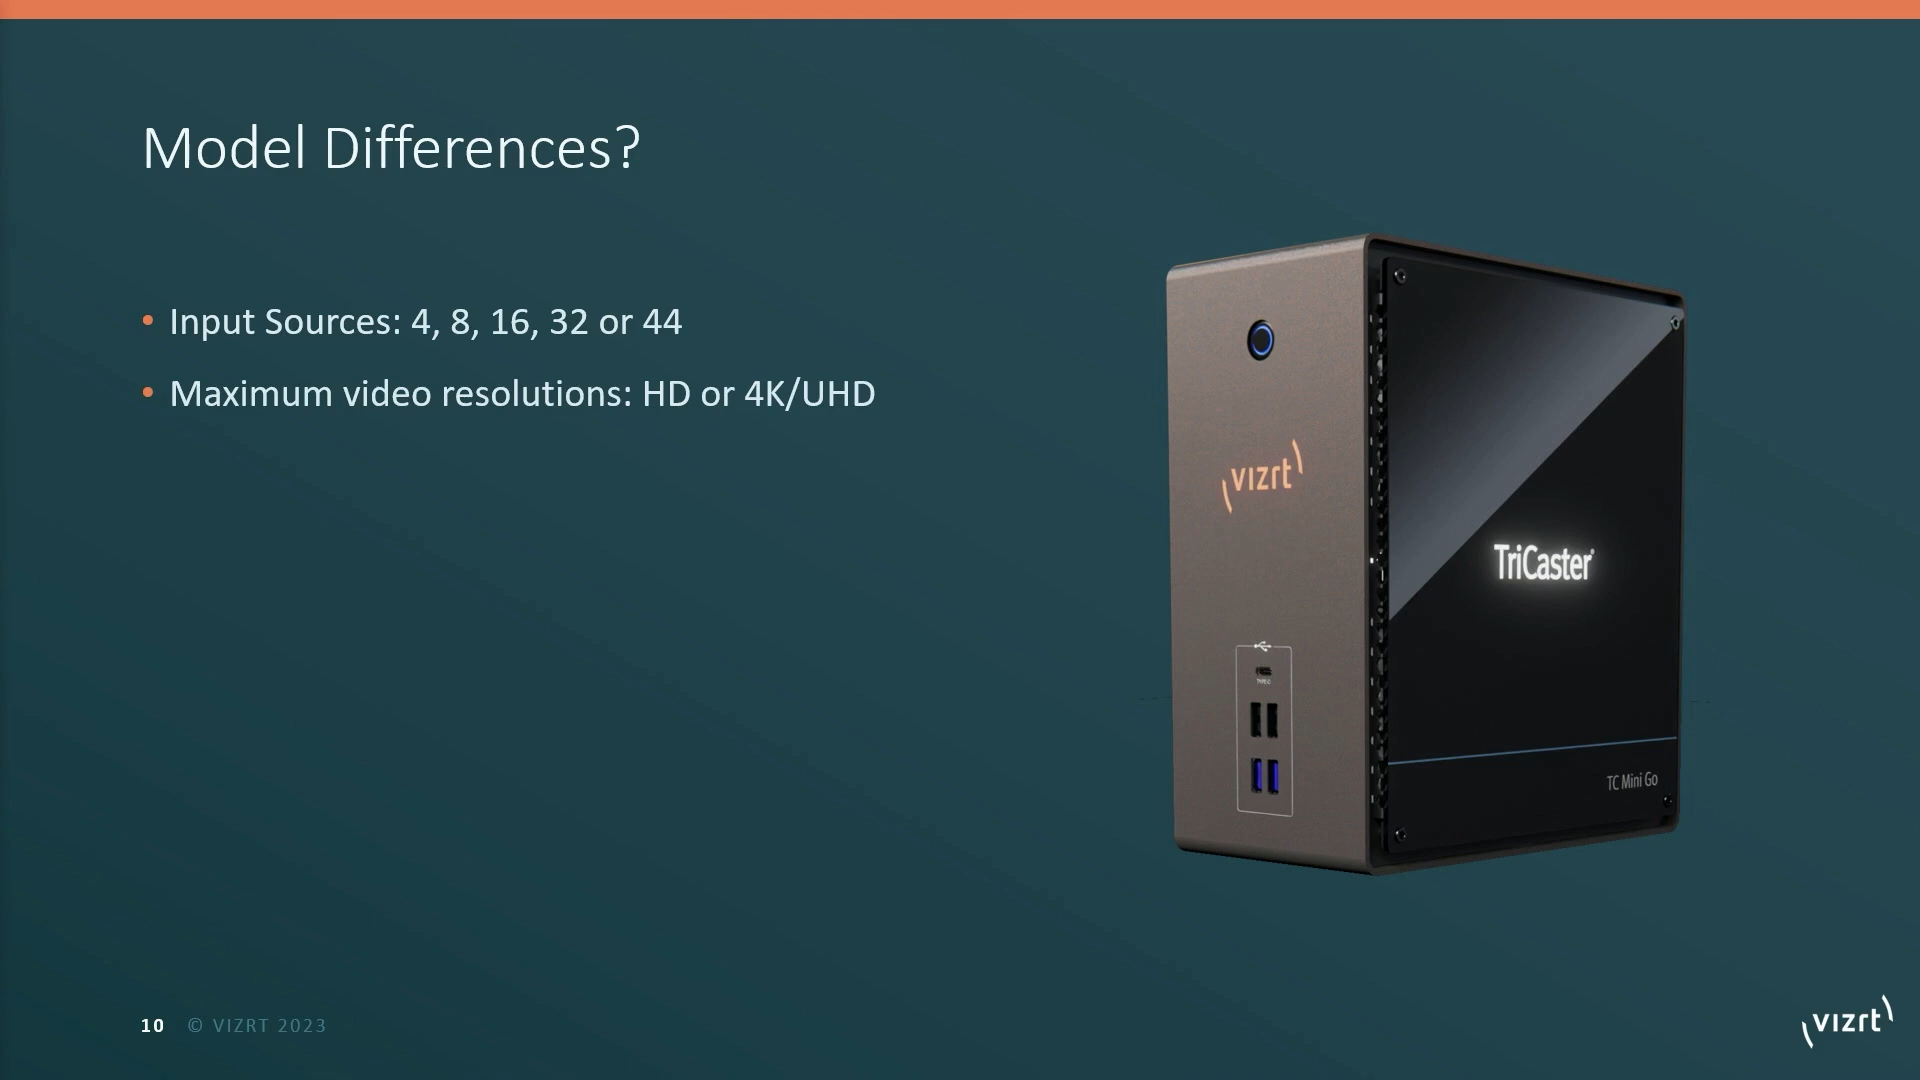 Model Differences?
• Input Sources: 4, 8, 16, 32 or 44
• Maximum video resolutions: HD or 4K/UHD
vizrt
TriCaster
TYPE-C
TC Mini Go
10 © VIZRT 2023
vizrt